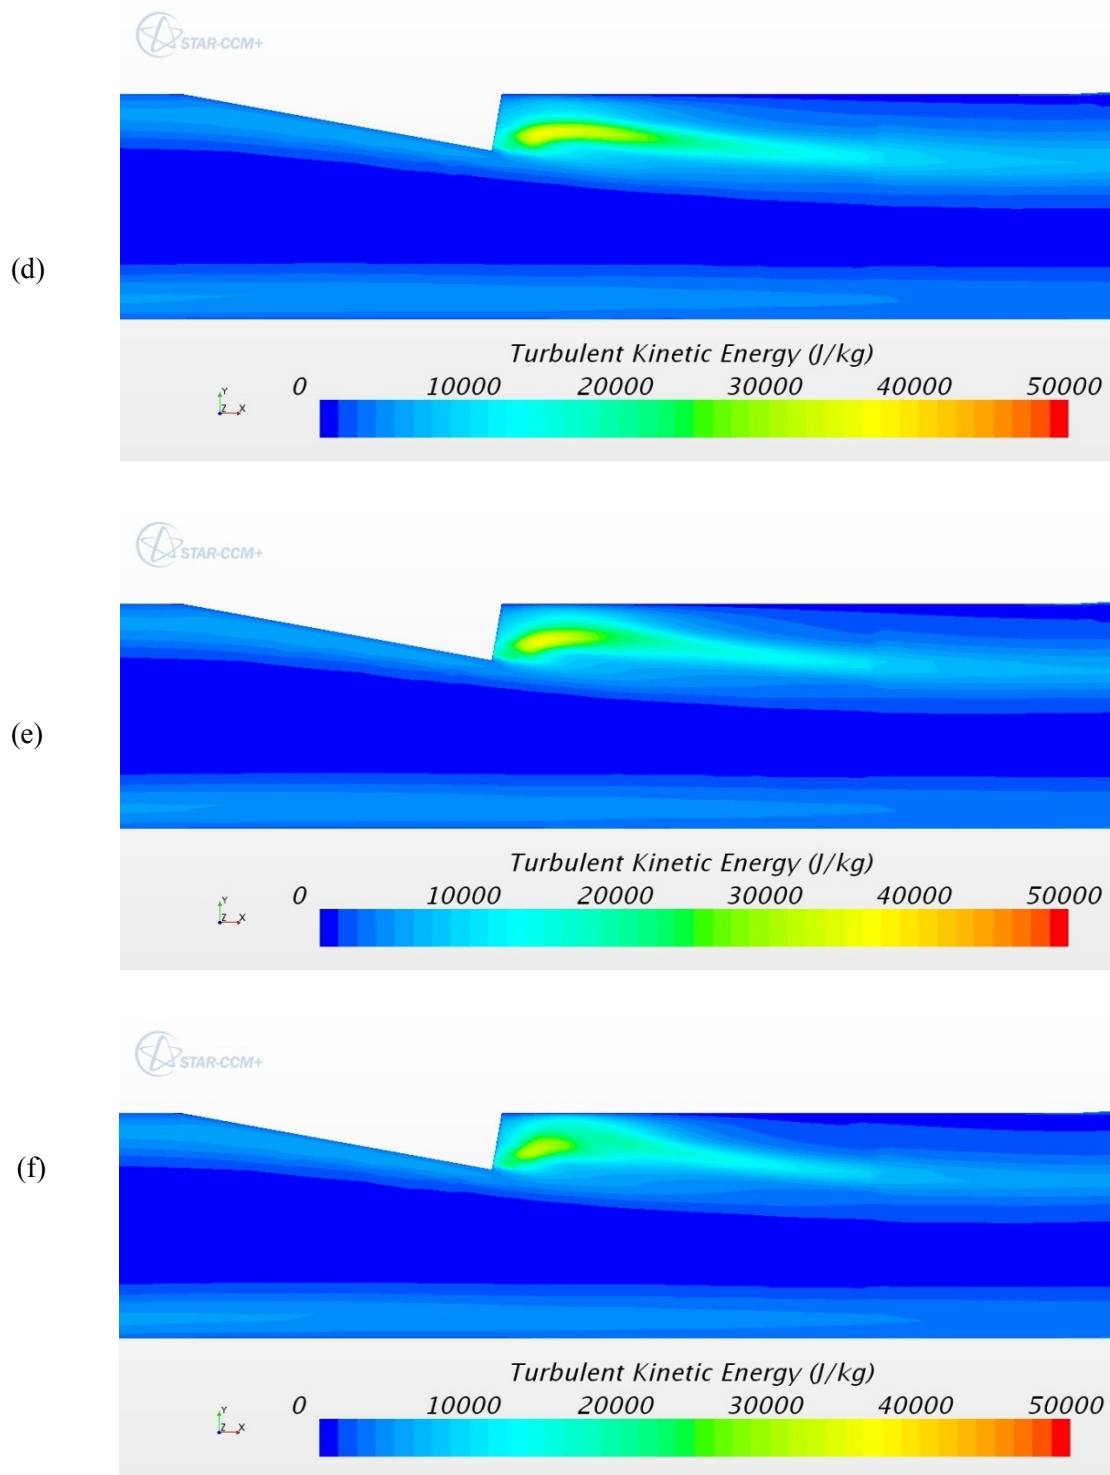 STAR-CCM+
(d)
Turbulent Kinetic Energy (J/kg)
0 10000 20000 30000 40000 50000
Y
Z X
STAR-CCM+
(e)
Turbulent Kinetic Energy (J/kg)
0 10000 20000 30000 40000 50000
Y
Z X
STAR-CCM+
(f)
Turbulent Kinetic Energy (J/kg)
0 10000 20000 30000 40000 50000
Y
Z X